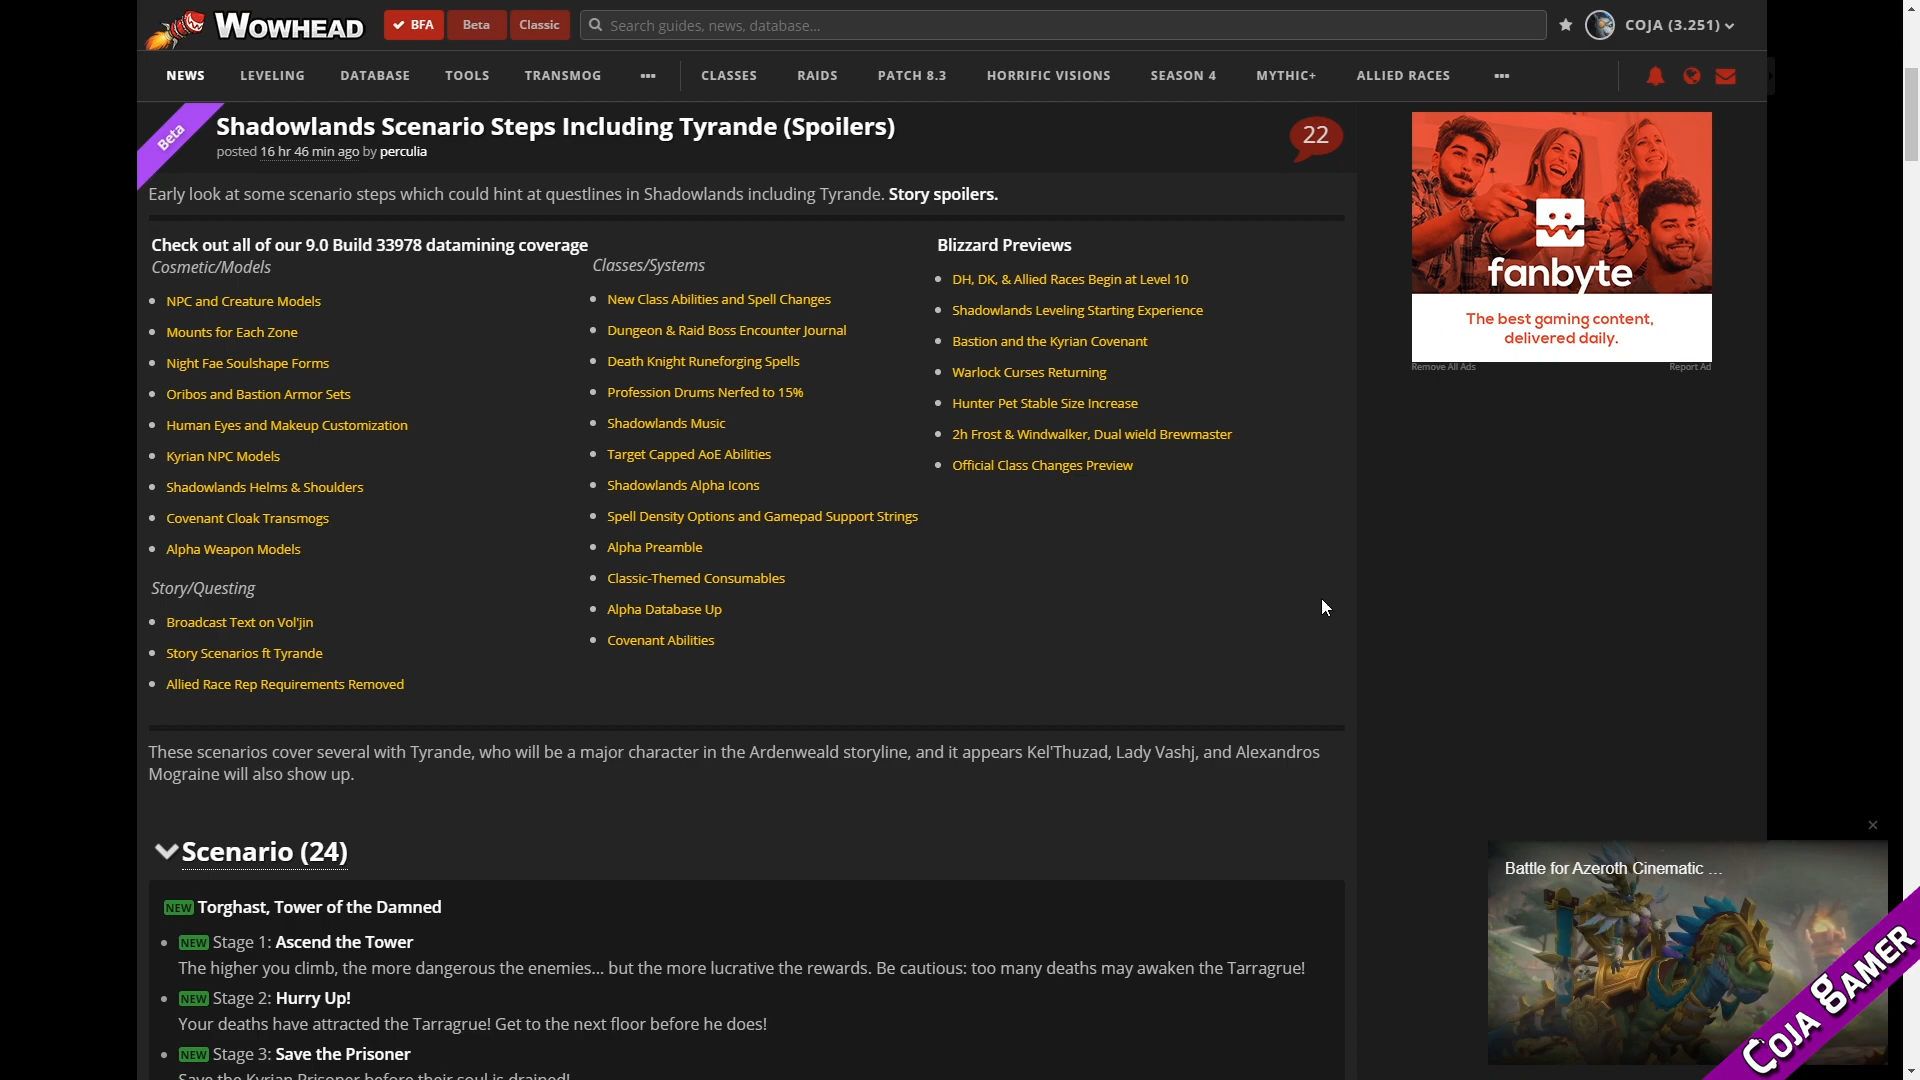 WOWHEAD
BFA
Beta
Classic
Search guides, news, database...
COJA (3.251)
NEWS
LEVELING
DATABASE
TOOLS
TRANSMOG
CLASSES
RAIDS
PATCH 8.3
HORRIFIC VISIONS
SEASON 4
MYTHIC+
ALLIED RACES
Beta
Shadowlands Scenario Steps Including Tyrande (Spoilers)
posted 16 hr 46 min ago by perculia
22
Early look at some scenario steps which could hint at questlines in Shadowlands including Tyrande. Story spoilers.
Check out all of our 9.0 Build 33978 datamining coverage
Cosmetic/Models
NPC and Creature Models
Mounts for Each Zone
Night Fae Soulshape Forms
Oribos and Bastion Armor Sets
Human Eyes and Makeup Customization
Kyrian NPC Models
Shadowlands Helms & Shoulders
Covenant Cloak Transmogs
Alpha Weapon Models
Story/Questing
Broadcast Text on Vol'jin
Story Scenarios ft Tyrande
Allied Race Rep Requirements Removed
Classes/Systems
New Class Abilities and Spell Changes
Dungeon & Raid Boss Encounter Journal
Death Knight Runeforging Spells
Profession Drums Nerfed to 15%
Shadowlands Music
Target Capped AoE Abilities
Shadowlands Alpha Icons
Spell Density Options and Gamepad Support Strings
Alpha Preamble
Classic-Themed Consumables
Alpha Database Up
Covenant Abilities
Blizzard Previews
DH, DK, & Allied Races Begin at Level 10
Shadowlands Leveling Starting Experience
Bastion and the Kyrian Covenant
Warlock Curses Returning
Hunter Pet Stable Size Increase
2h Frost & Windwalker, Dual wield Brewmaster
Official Class Changes Preview
fanbyte
The best gaming content,
delivered daily.
Remove All Ads
Report Ad
These scenarios cover several with Tyrande, who will be a major character in the Ardenweald storyline, and it appears Kel'Thuzad, Lady Vashj, and Alexandros
Mograine will also show up.
Scenario (24)
NEW Torghast, Tower of the Damned
NEW Stage 1: Ascend the Tower
The higher you climb, the more dangerous the enemies... but the more lucrative the rewards. Be cautious: too many deaths may awaken the Tarragrue!
NEW Stage 2: Hurry Up!
Your deaths have attracted the Tarragrue! Get to the next floor before he does!
NEW Stage 3: Save the Prisoner
Save the Kyrian Prisoner before their soul is drained!
Battle for Azeroth Cinematic ...
COJA GAMER